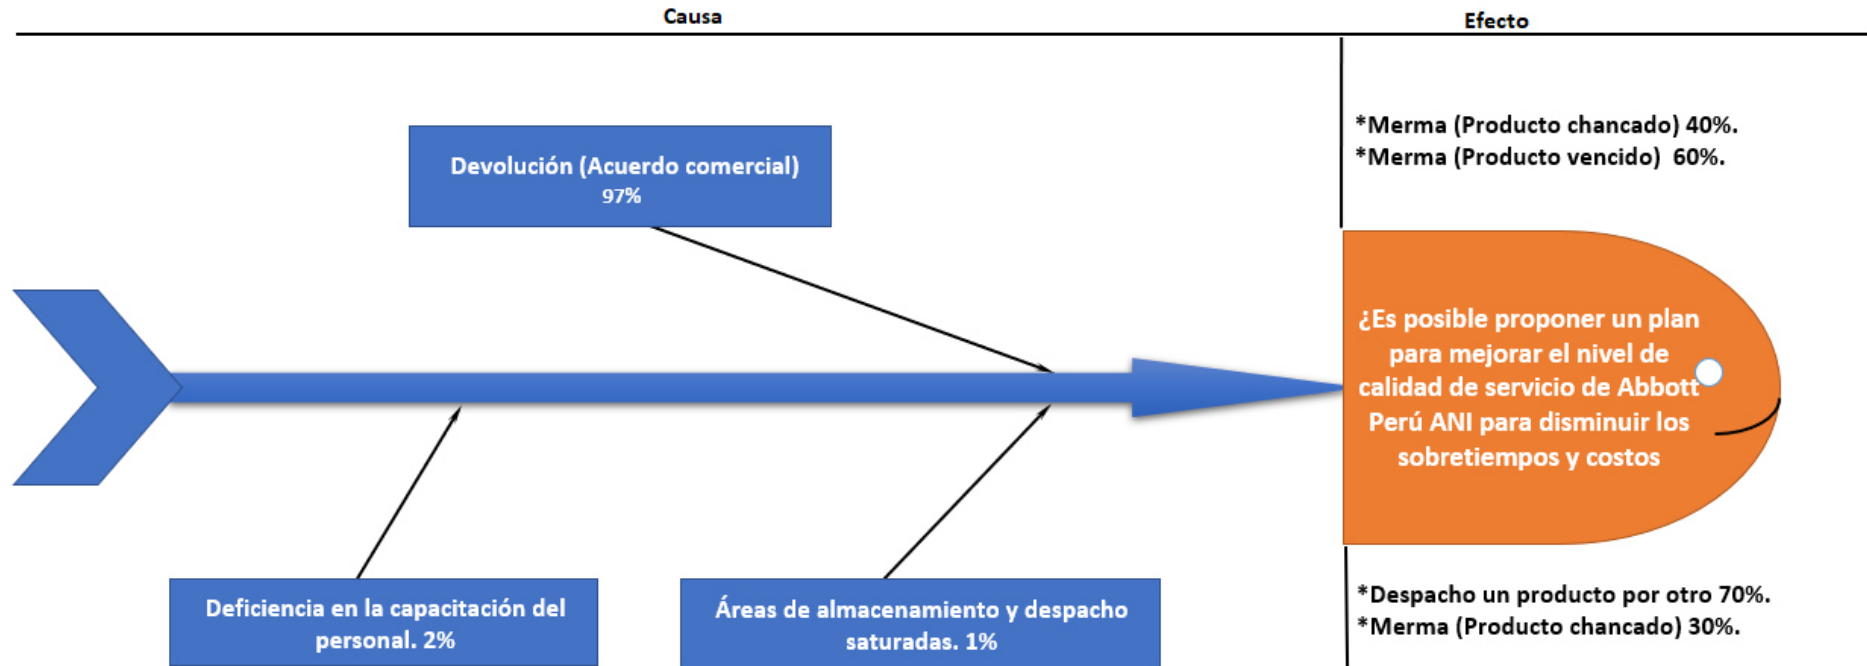 Causa
Efecto
*Merma (Producto chancado) 40%.
*Merma (Producto vencido) 60%.
Devolución (Acuerdo comercial)
97%
¿Es posible proponer un plan
para mejorar el nivel de
calidad de servicio de Abbott
Perú ANI para disminuir los
sobretiempos y costos
Deficiencia en la capacitación del
personal. 2%
Áreas de almacenamiento y despacho
saturadas. 1%
*Despacho un producto por otro 70%.
*Merma (Producto chancado) 30%.